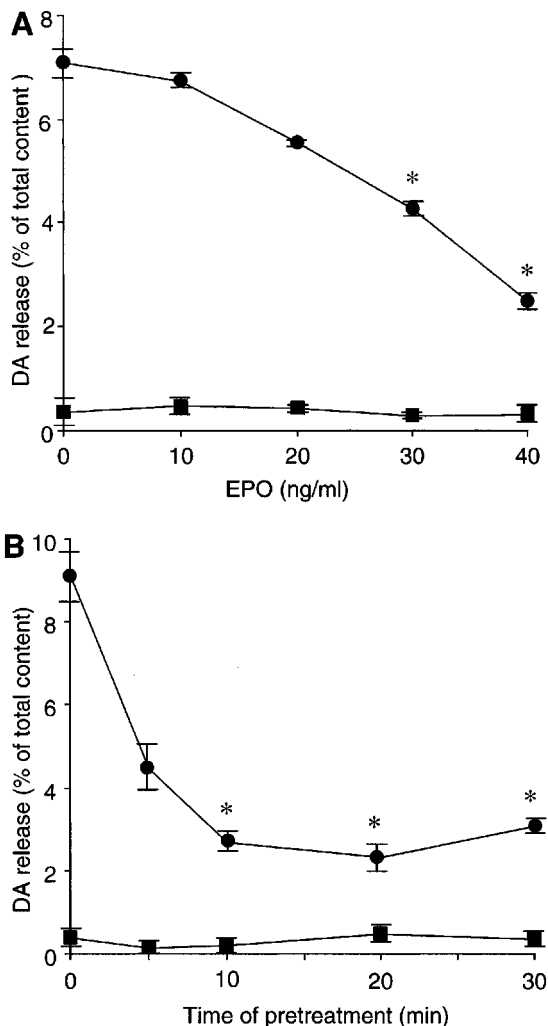 A
DA release (% of total content)
8
6
4
2
0
*
*
0 10 20 30 40
EPO (ng/ml)
B
DA release (% of total content)
10
8
6
4
2
0
*
*
*
0 10 20 30
Time of pretreatment (min)